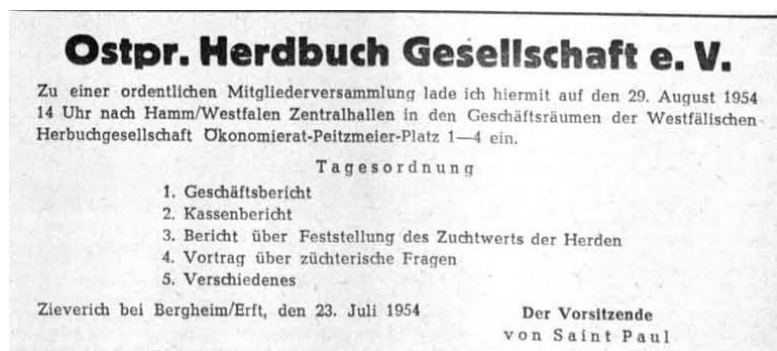 Ostpr. Herdbuch Gesellschaft e. V.
Zu einer ordentlichen Mitgliederversammlung lade ich hiermit auf den 29. August 1954
14 Uhr nach Hamm/Westfalen Zentralhallen in den Geschäftsräumen der Westfälischen
Herbuchgesellschaft Ökonomierat-Peitzmeier-Platz 1—4 ein.
Tagesordnung
1. Geschäftsbericht
2. Kassenbericht
3. Bericht über Feststellung des Zuchtwerts der Herden
4. Vortrag über züchterische Fragen
5. Verschiedenes
Zieverich bei Bergheim/Erft, den 23. Juli 1954
Der Vorsitzende
von Saint Paul